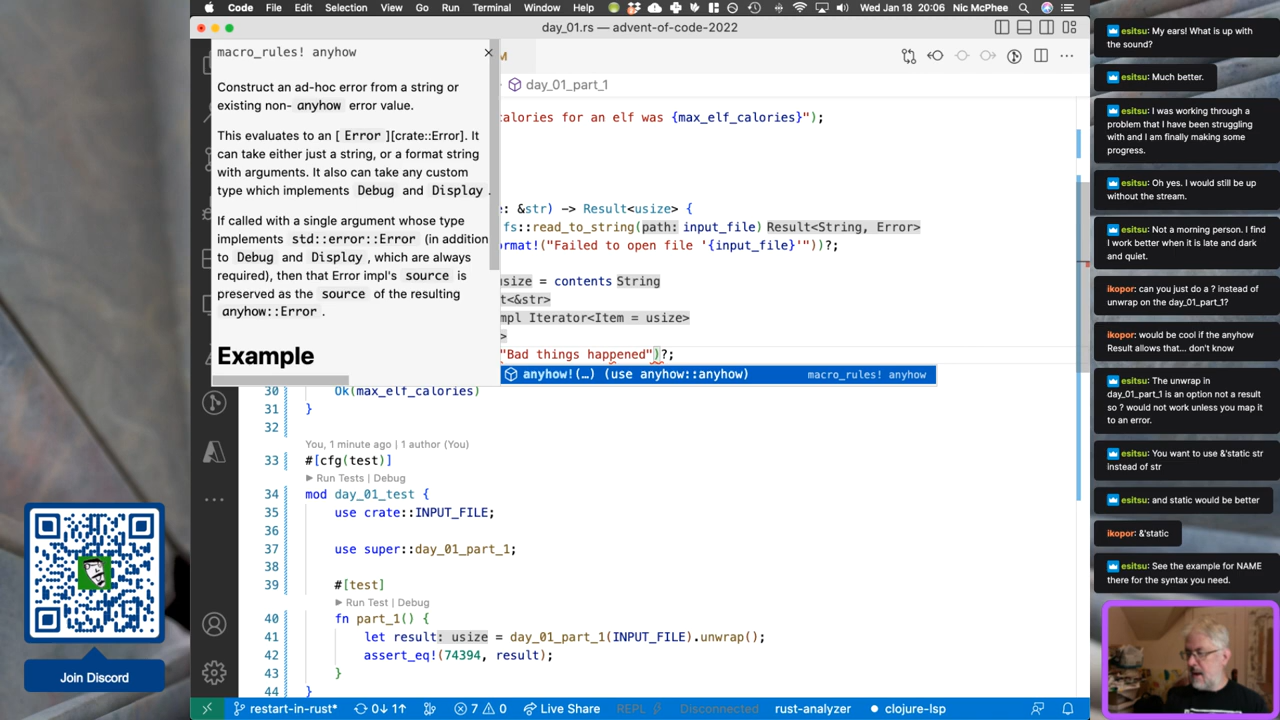 Code File Edit Selection View Go Run Terminal Window Help Wed Jan 18 20:06 Nic McPhee
day_01.rs — advent-of-code-2022
macro_rules! anyhow
Construct an ad-hoc error from a string or
existing non- anyhow error value.
This evaluates to an [ Error ][crate::Error]. It
can take either just a string, or a format string
with arguments. It also can take any custom
type which implements Debug and Display .
If called with a single argument whose type
implements std::error::Error (in addition
to Debug and Display , which are always
required), then that Error impl's source is
preserved as the source of the resulting
anyhow::Error .
Example
M
day_01_part_1
calories for an elf was {max_elf_calories}");
: &str) -> Result<usize> {
fs::read_to_string(path: input_file) Result<String, Error>
ormat!("Failed to open file '{input_file}'"))?;
usize = contents String
t<&str>
mpl Iterator<Item = usize>
>
"Bad things happened")?;
anyhow!(…) (use anyhow::anyhow) macro_rules! anyhow
30 Ok(max_elf_calories)
31 }
32
You, 1 minute ago | 1 author (You)
33 #[cfg(test)]
Run Tests | Debug
34 mod day_01_test {
35 use crate::INPUT_FILE;
36
37 use super::day_01_part_1;
38
39 #[test]
Run Test | Debug
40 fn part_1() {
41 let result: usize = day_01_part_1(INPUT_FILE).unwrap();
42 assert_eq!(74394, result);
43 }
44 }
restart-in-rust* 0↓ 1↑ 7 0 Live Share REPL Disconnected rust-analyzer clojure-lsp
Join Discord
esitsu: My ears! What is up with
the sound?
esitsu: Much better.
esitsu: I was working through a
problem that I have been struggling
with and I am finally making some
progress.
esitsu: Oh yes. I would still be up
without the stream.
esitsu: Not a morning person. I find
I work better when it is late and dark
and quiet.
ikopor: can you just do a ? instead of
unwrap on the day_01_part_1?
ikopor: would be cool if the anyhow
Result allows that... don't know
esitsu: The unwrap in
day_01_part_1 is an option not a result
so ? would not work unless you map it
to an error.
esitsu: You want to use &'static str
instead of str
esitsu: and static would be better
ikopor: &'static
esitsu: See the example for NAME
there for the syntax you need.